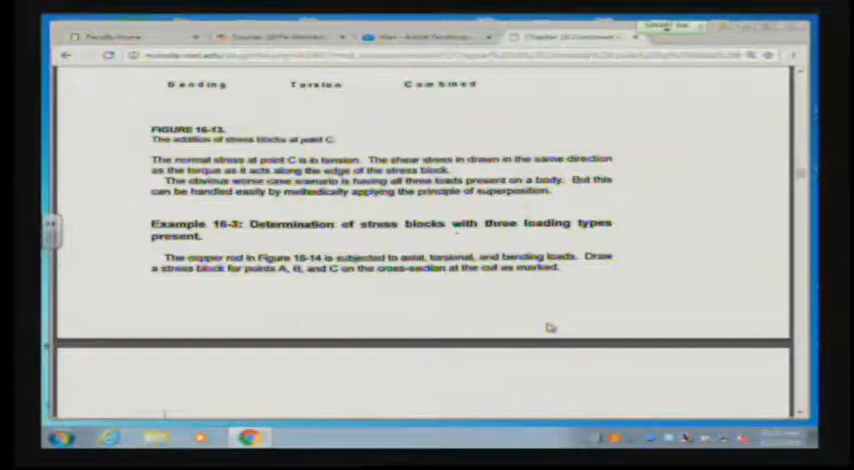 Faculty Home
Chapter 16 Combined
Bending Torsion Combined
FIGURE 16-13.
The addition of stress blocks at point C.
The normal stress at point C is in tension. The shear stress in drawn in the same direction
as the torque as it acts along the edge of the stress block.
The obvious worse case scenario is having all three loads present on a body. But this
can be handled easily by methodically applying the principle of superposition.
Example 16-3: Determination of stress blocks with three loading types
present.
The copper rod in Figure 16-14 is subjected to axial, torsional, and bending loads. Draw
a stress block for points A, B, and C on the cross-section at the cut as marked.